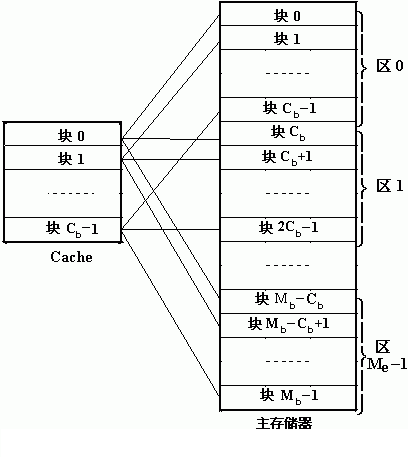 块 0
块 1
块 C_b−1
Cache
块 0
块 1
块 C_b−1
块 C_b
块 C_b+1
块 2C_b−1
块 M_b−C_b
块 M_b−C_b+1
块 M_b−1
主存储器
区 0
区 1
区
M_e−1